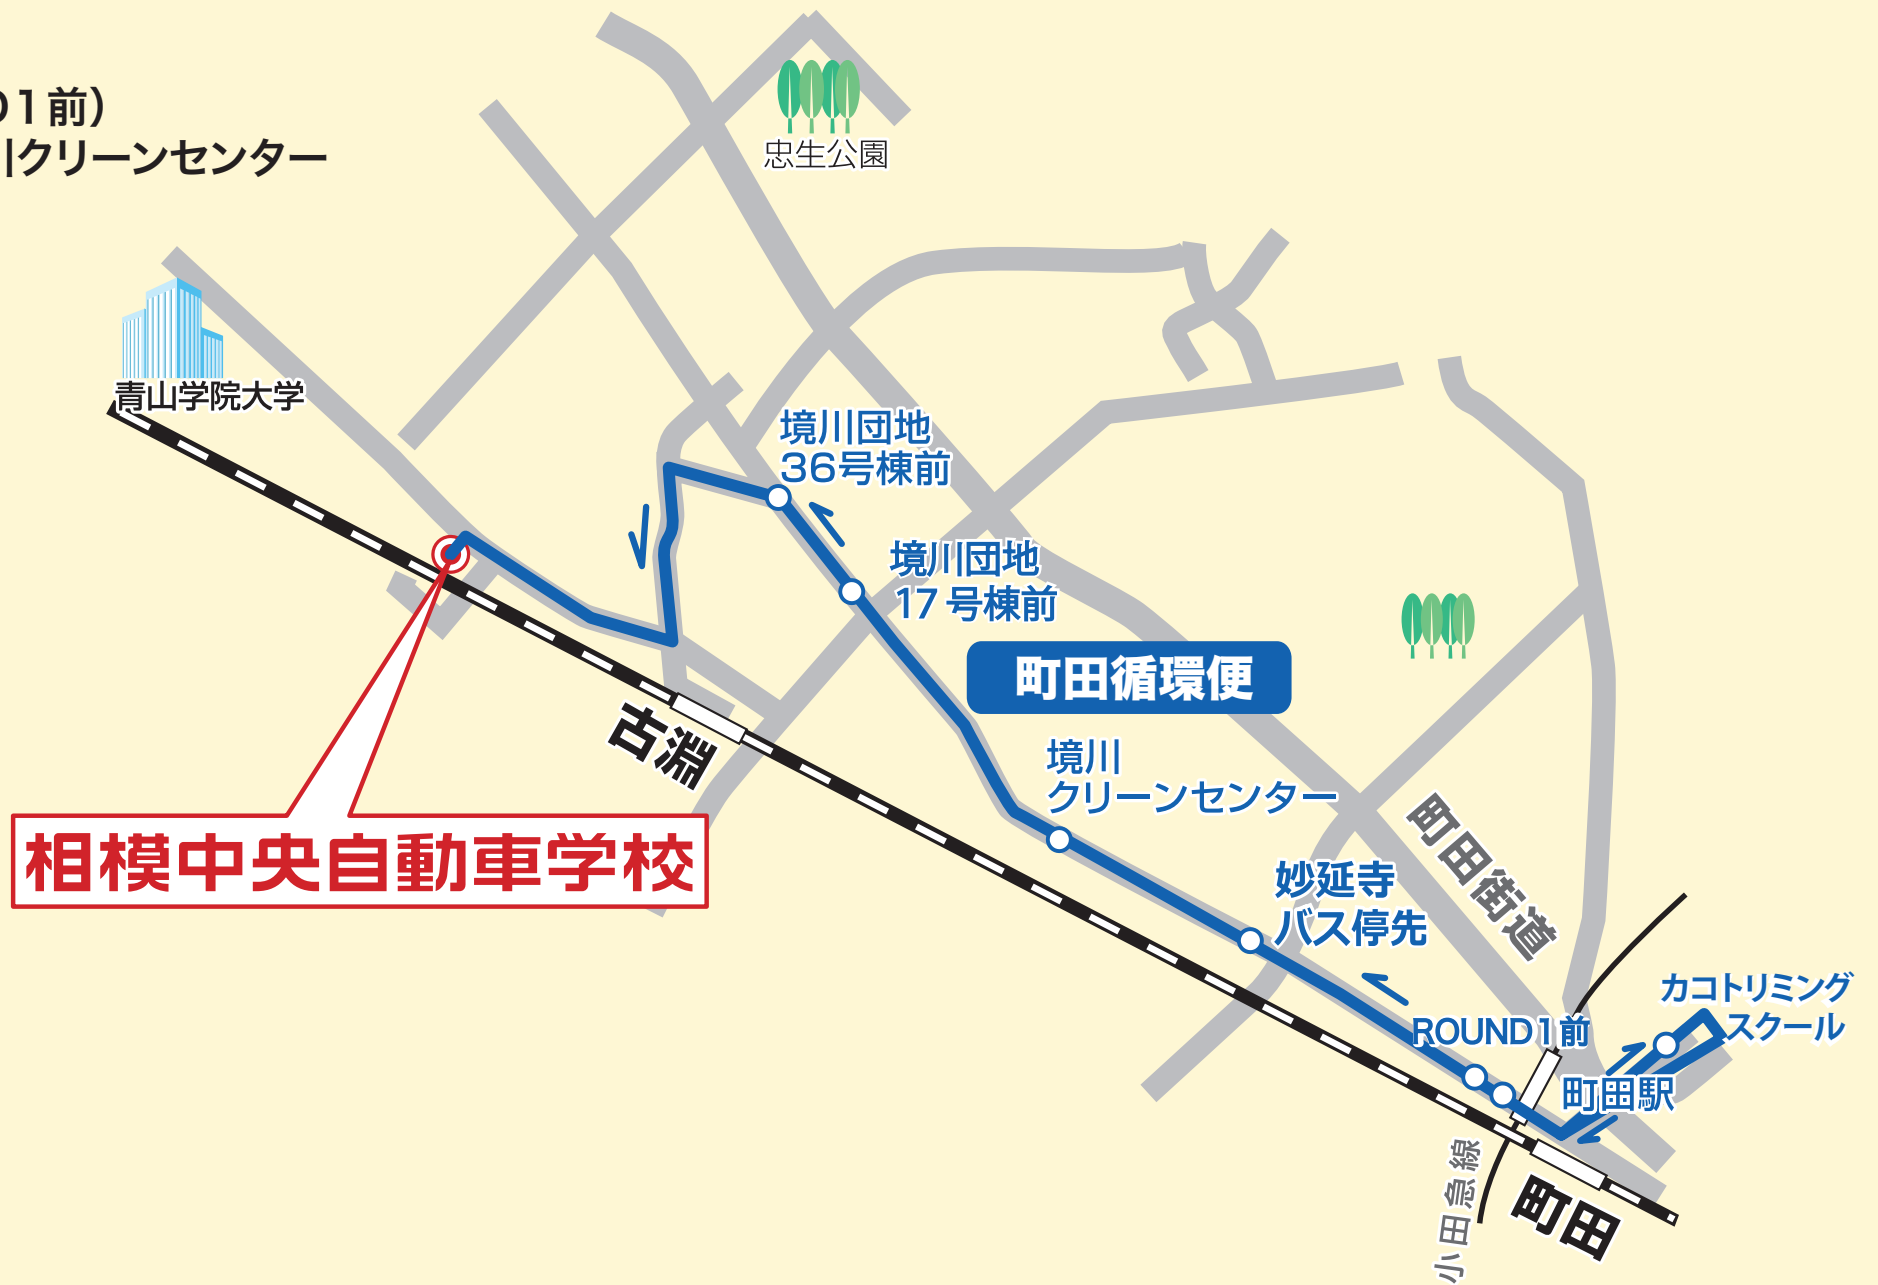 D1前）
川クリーンセンター
忠生公園
青山学院大学
境川団地
36号棟前
境川団地
17号棟前
町田循環便
古淵
境川
クリーンセンター
相模中央自動車学校
町田街道
妙延寺
バス停先
カコトリミング
スクール
ROUND1前
町田駅
小田急線
町田